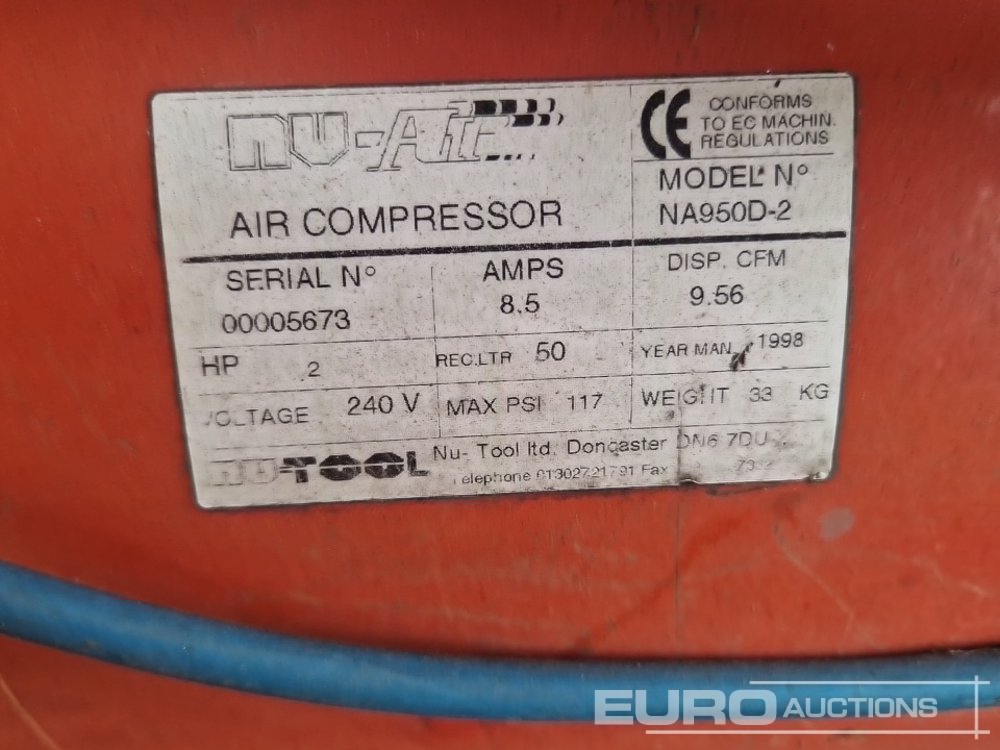 NU-AIR
CE CONFORMS
TO EC MACHIN.
REGULATIONS
AIR COMPRESSOR
MODEL Nº
NA950D-2
SERIAL Nº
00005673
AMPS
8.5
DISP. CFM
9.56
HP 2
REC.LTR 50
YEAR MAN. 1998
VOLTAGE 240 V
MAX PSI 117
WEIGHT 33 KG
NU-TOOL
Nu- Tool ltd. Doncaster DN6 7DU
Telephone 01302721791 Fax
EURO AUCTIONS